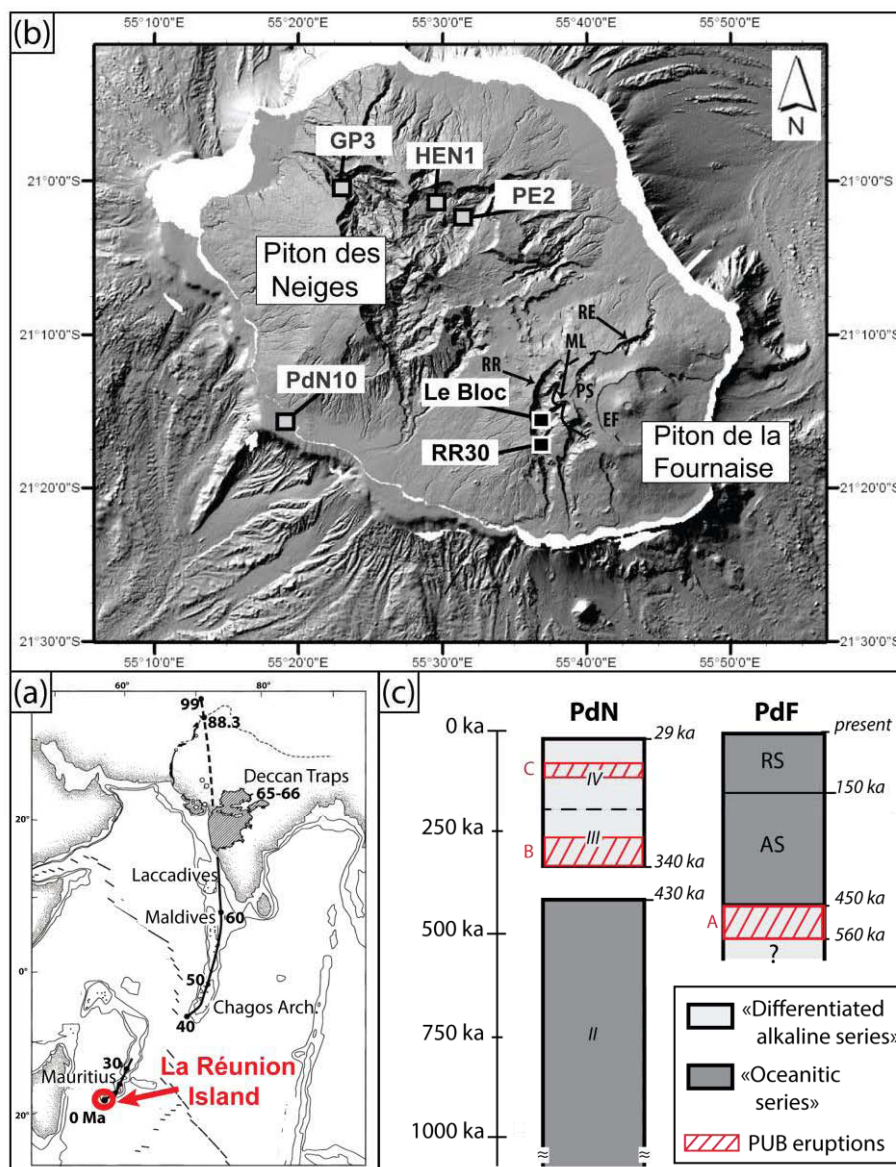 (b)
55°10'0"E
55°20'0"E
55°30'0"E
55°40'0"E
55°50'0"E
N
GP3
HEN1
PE2
21°0'0"S
21°0'0"S
Piton des
Neiges
21°10'0"S
21°10'0"S
RE
ML
RR
PS
Le Bloc
EF
PdN10
RR30
Piton de la
Fournaise
21°20'0"S
21°20'0"S
21°30'0"S
21°30'0"S
55°10'0"E
55°20'0"E
55°30'0"E
55°40'0"E
55°50'0"E
(a)
60°
80°
99
88.3
Deccan Traps
65-66
20°
Laccadives
Maldives
60
0°
50
Chagos Arch.
40
30
Mauritius
La Réunion
Island
0 Ma
20°
(c)
PdN
PdF
0 ka
250 ka
500 ka
750 ka
1000 ka
29 ka
C
IV
III
B
340 ka
430 ka
II
present
RS
150 ka
AS
450 ka
A
560 ka
?
«Differentiated
alkaline series»
«Oceanitic
series»
PUB eruptions
≈
≈